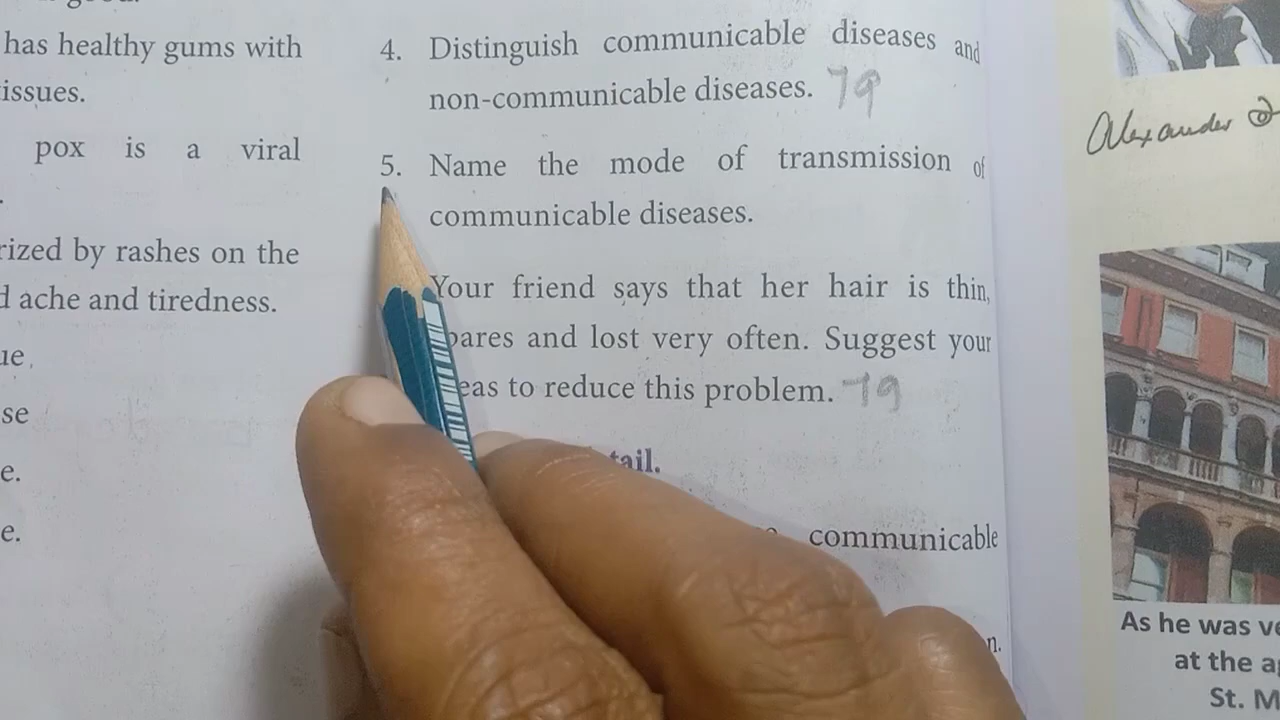 good.
has healthy gums with
issues.
pox is a viral
rized by rashes on the
d ache and tiredness.
ue,
se
e.
e.
4. Distinguish communicable diseases and
non-communicable diseases. 79
5. Name the mode of transmission of
communicable diseases.
Your friend says that her hair is thin,
pares and lost very often. Suggest your
eas to reduce this problem. 79
tail.
communicable
n.
Alexander
As he was ve
at the a
St. M